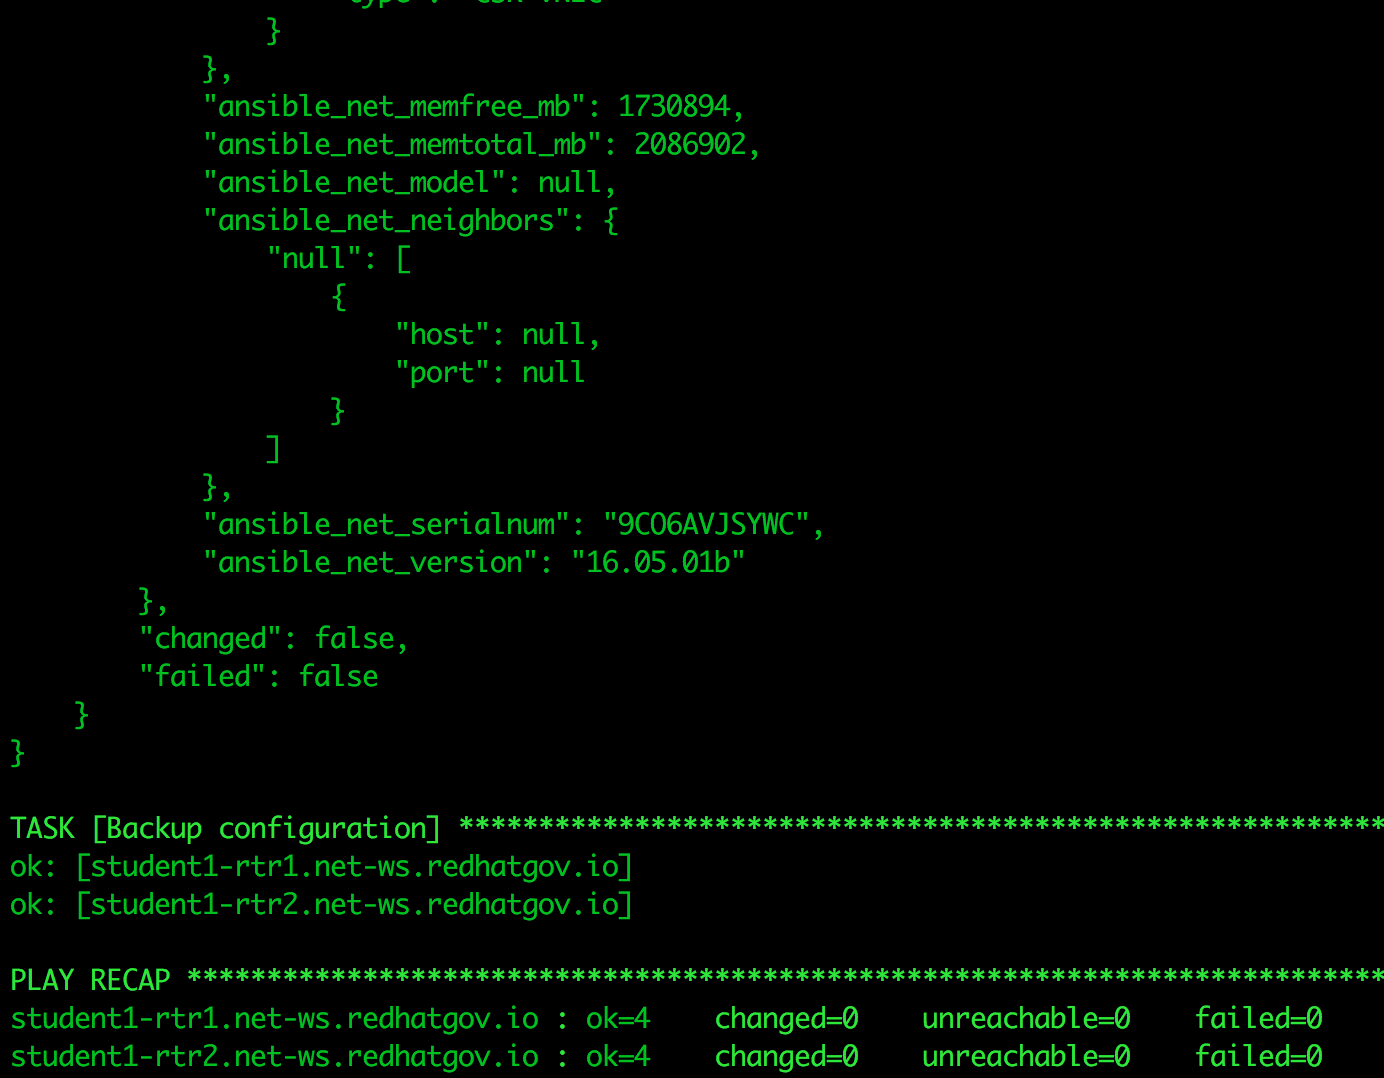 }
},
"ansible_net_memfree_mb": 1730894,
"ansible_net_memtotal_mb": 2086902,
"ansible_net_model": null,
"ansible_net_neighbors": {
"null": [
{
"host": null,
"port": null
}
]
},
"ansible_net_serialnum": "9CO6AVJSYWC",
"ansible_net_version": "16.05.01b"
},
"changed": false,
"failed": false
}
}
TASK [Backup configuration] **********************************************************
ok: [student1-rtr1.net-ws.redhatgov.io]
ok: [student1-rtr2.net-ws.redhatgov.io]
PLAY RECAP ***************************************************************************
student1-rtr1.net-ws.redhatgov.io : ok=4 changed=0 unreachable=0 failed=0
student1-rtr2.net-ws.redhatgov.io : ok=4 changed=0 unreachable=0 failed=0